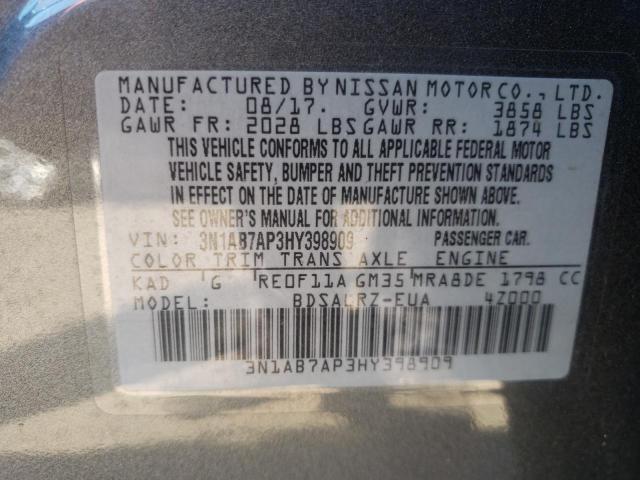 MANUFACTURED BY NISSAN MOTOR CO., LTD.
DATE: 08/17. GVWR: 3858 LBS
GAWR FR: 2028 LBS GAWR RR: 1874 LBS
THIS VEHICLE CONFORMS TO ALL APPLICABLE FEDERAL MOTOR
VEHICLE SAFETY, BUMPER AND THEFT PREVENTION STANDARDS
IN EFFECT ON THE DATE OF MANUFACTURE SHOWN ABOVE.
SEE OWNER'S MANUAL FOR ADDITIONAL INFORMATION.
VIN: 3N1AB7AP3HY398909 PASSENGER CAR.
COLOR TRIM TRANS AXLE ENGINE
KAD G RE0F11A GM35 MRA8DE 1798 CC
MODEL: BDSALRZ-EUA 4Z000
3N1AB7AP3HY398909